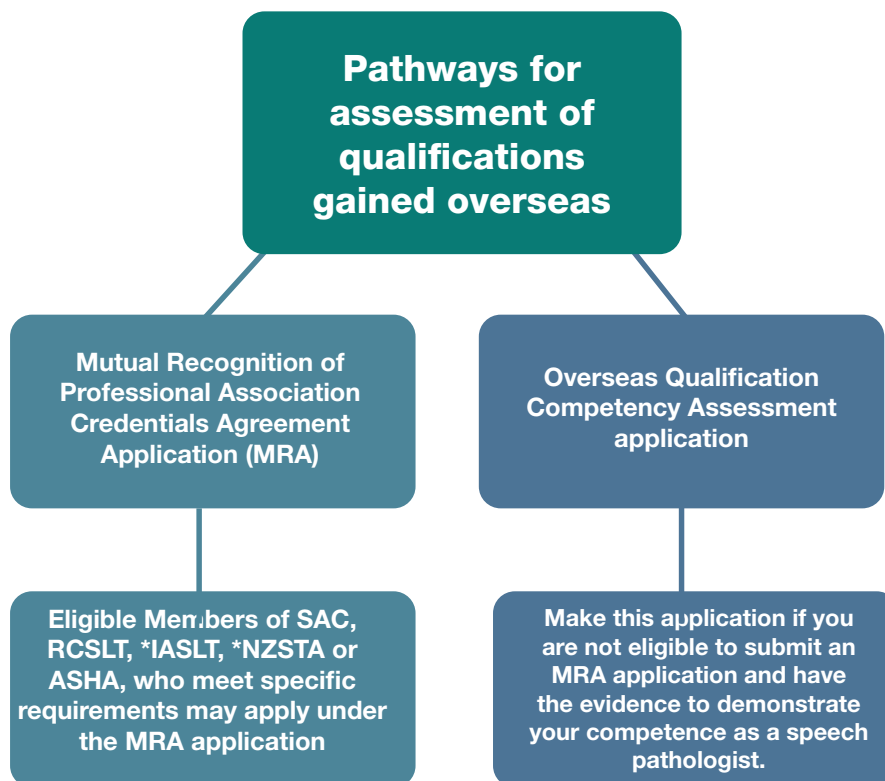 Pathways for
assessment of
qualifications
gained overseas
Mutual Recognition of
Professional Association
Credentials Agreement
Application (MRA)
Overseas Qualification
Competency Assessment
application
Eligible Members of SAC,
RCSLT, *IASLT, *NZSTA or
ASHA, who meet specific
requirements may apply under
the MRA application
Make this application if you
are not eligible to submit an
MRA application and have
the evidence to demonstrate
your competence as a speech
pathologist.